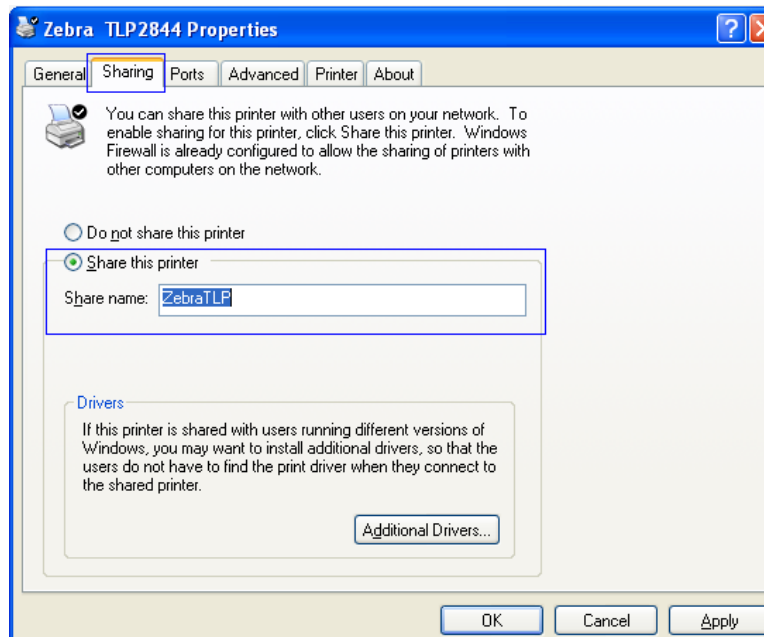 Zebra TLP2844 Properties
General Sharing Ports Advanced Printer About
You can share this printer with other users on your network. To
enable sharing for this printer, click Share this printer. Windows
Firewall is already configured to allow the sharing of printers with
other computers on the network.
Do not share this printer
Share this printer
Share name: ZebraTLP
Drivers
If this printer is shared with users running different versions of
Windows, you may want to install additional drivers, so that the
users do not have to find the print driver when they connect to
the shared printer.
Additional Drivers...
OK Cancel Apply